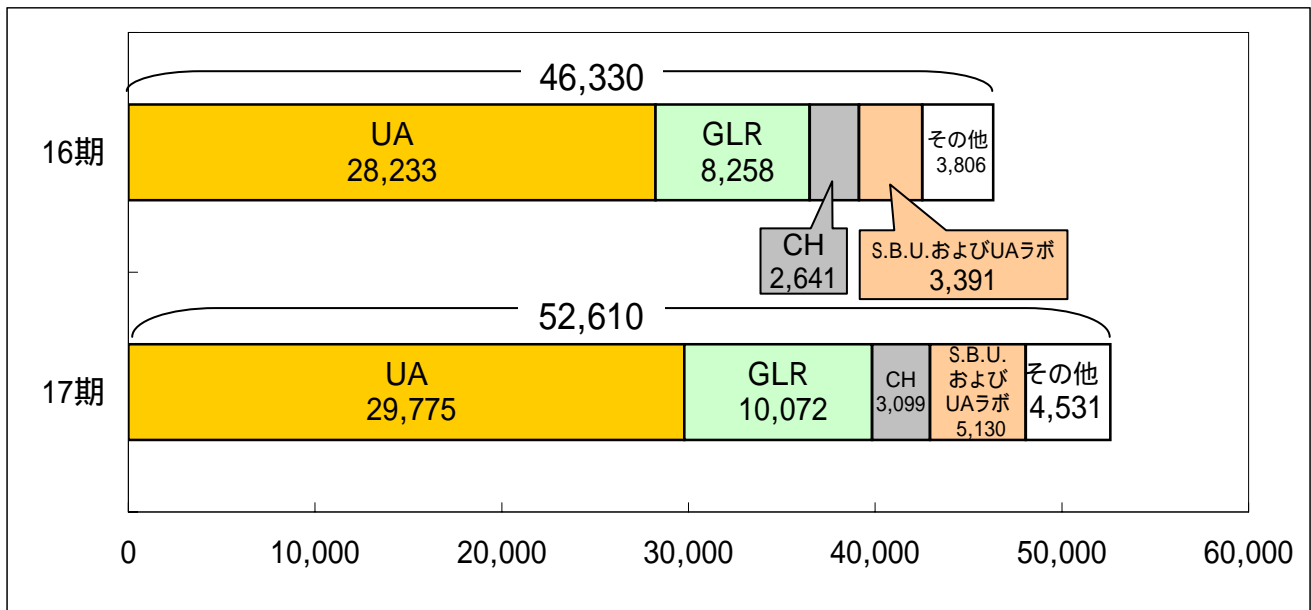 46,330
16期
UA
28,233
GLR
8,258
その他
3,806
CH
2,641
S.B.U.およびUAラボ
3,391
52,610
17期
UA
29,775
GLR
10,072
CH
3,099
S.B.U.
および
UAラボ
5,130
その他
4,531
0
10,000
20,000
30,000
40,000
50,000
60,000